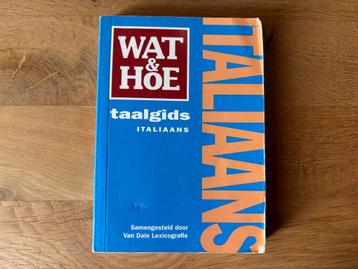 WAT
&
HOE
taalgids
ITALIAANS
Samengesteld door
Van Dale Lexicografie
ITALIAANS